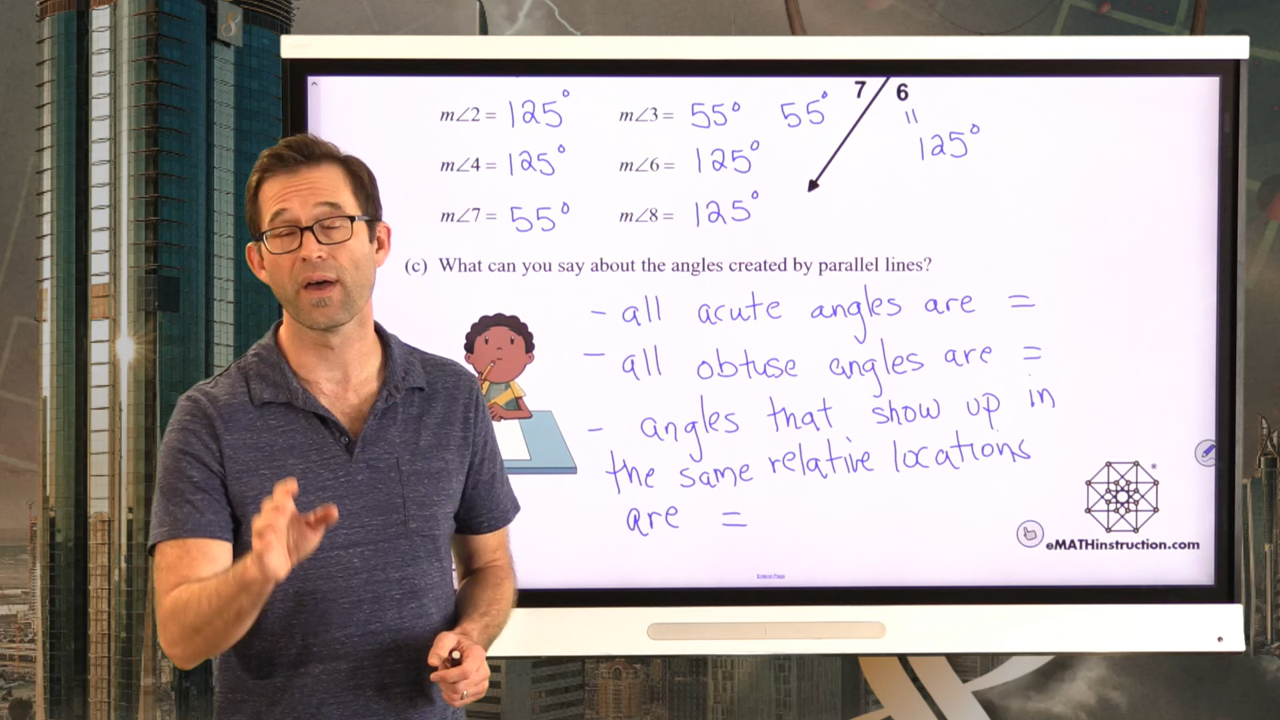 m∠2 = 125° m∠3 = 55° 55° 7 6
=
125°
m∠4 = 125° m∠6 = 125°
m∠7 = 55° m∠8 = 125°
(c) What can you say about the angles created by parallel lines?
- all acute angles are =
- all obtuse angles are =
- angles that show up in
the same relative locations
are =
eMATHinstruction.com